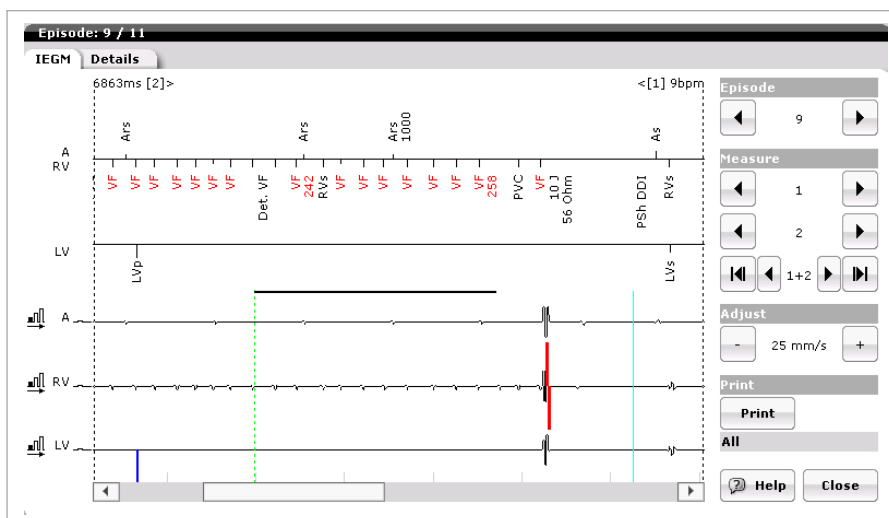 Episode: 9 / 11
IEGM Details
6863ms [2]> <[1] 9bpm
Ars Ars Ars 1000 As
A
RV
VF VF VF VF VF VF VF Det. VF VF 242 RVs VF VF VF VF VF VF VF 258 PVC VF 10 J 56 Ohm PSh DDI RVs
LV
LVp LVs
A
RV
LV
Episode
9
Measure
1
2
1+2
Adjust
- 25 mm/s +
Print
Print
All
Help Close